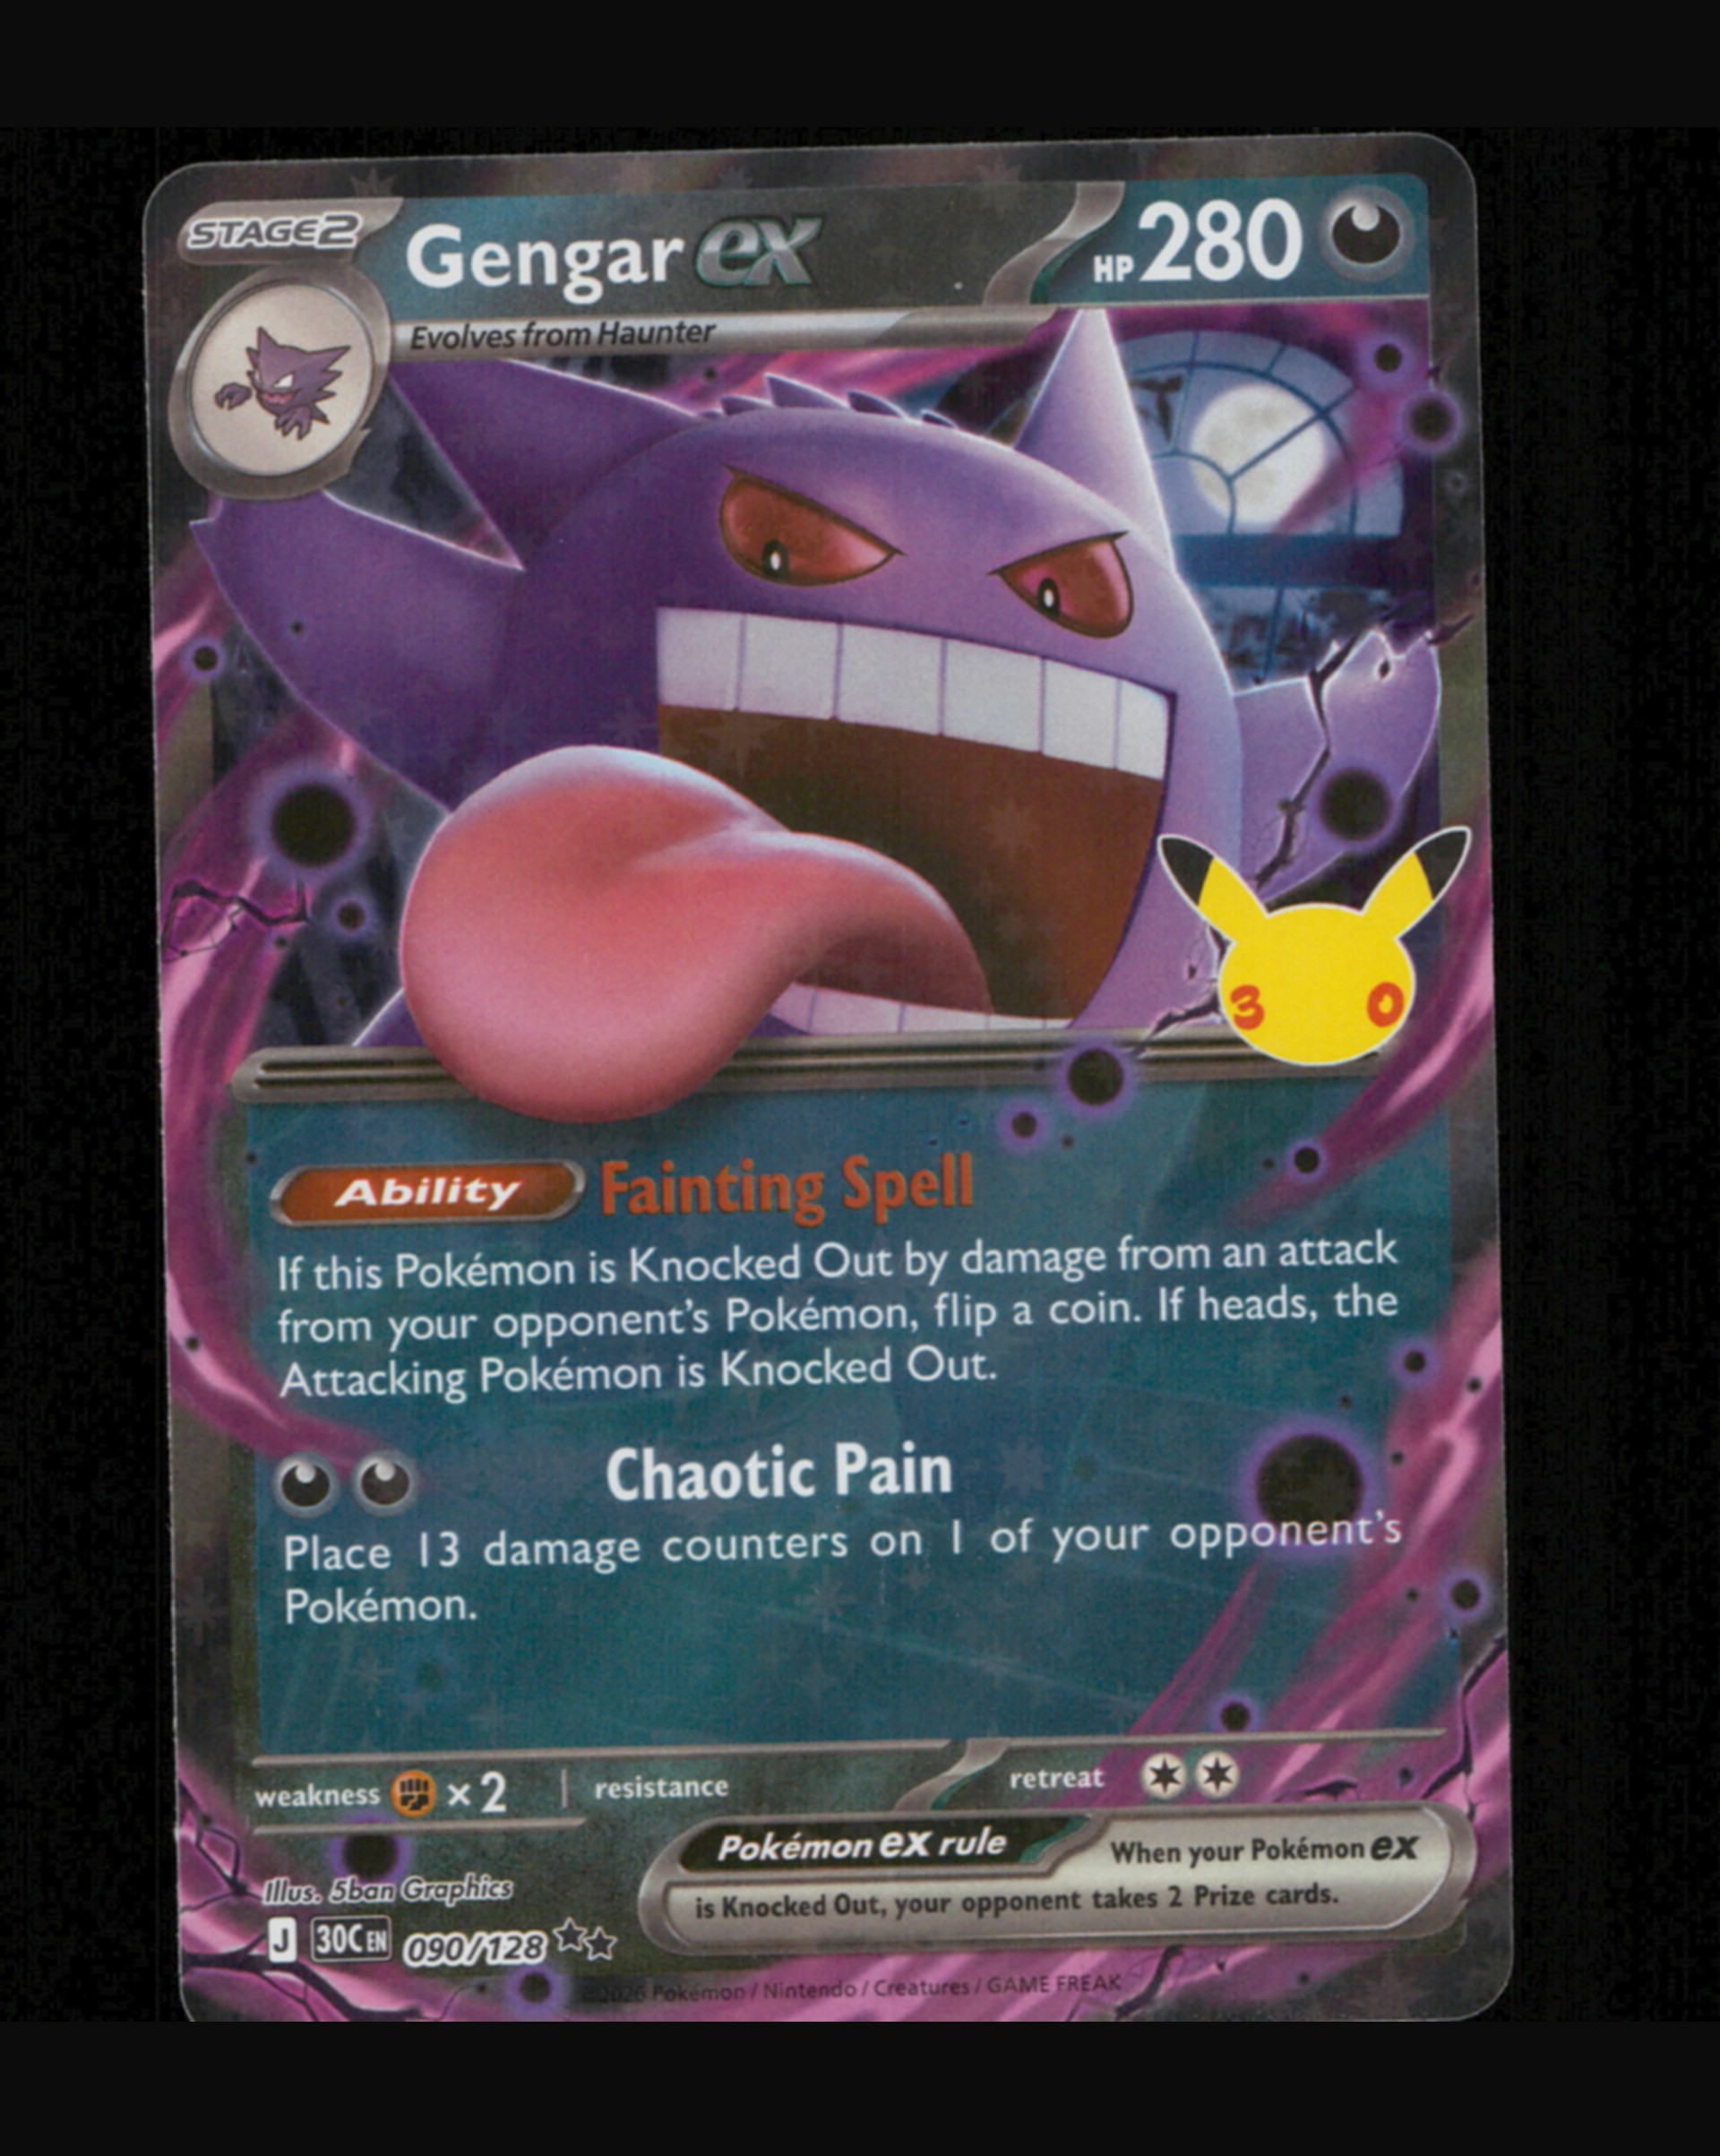 STAGE2
Gengar ex
HP 280
Evolves from Haunter
3 0
Ability Fainting Spell
If this Pokémon is Knocked Out by damage from an attack
from your opponent's Pokémon, flip a coin. If heads, the
Attacking Pokémon is Knocked Out.
Chaotic Pain
Place 13 damage counters on 1 of your opponent's
Pokémon.
weakness ×2 resistance retreat
Pokémon ex rule When your Pokémon ex
is Knocked Out, your opponent takes 2 Prize cards.
Illus. 5ban Graphics
J 30C EN 090/128
©2026 Pokémon / Nintendo / Creatures / GAME FREAK